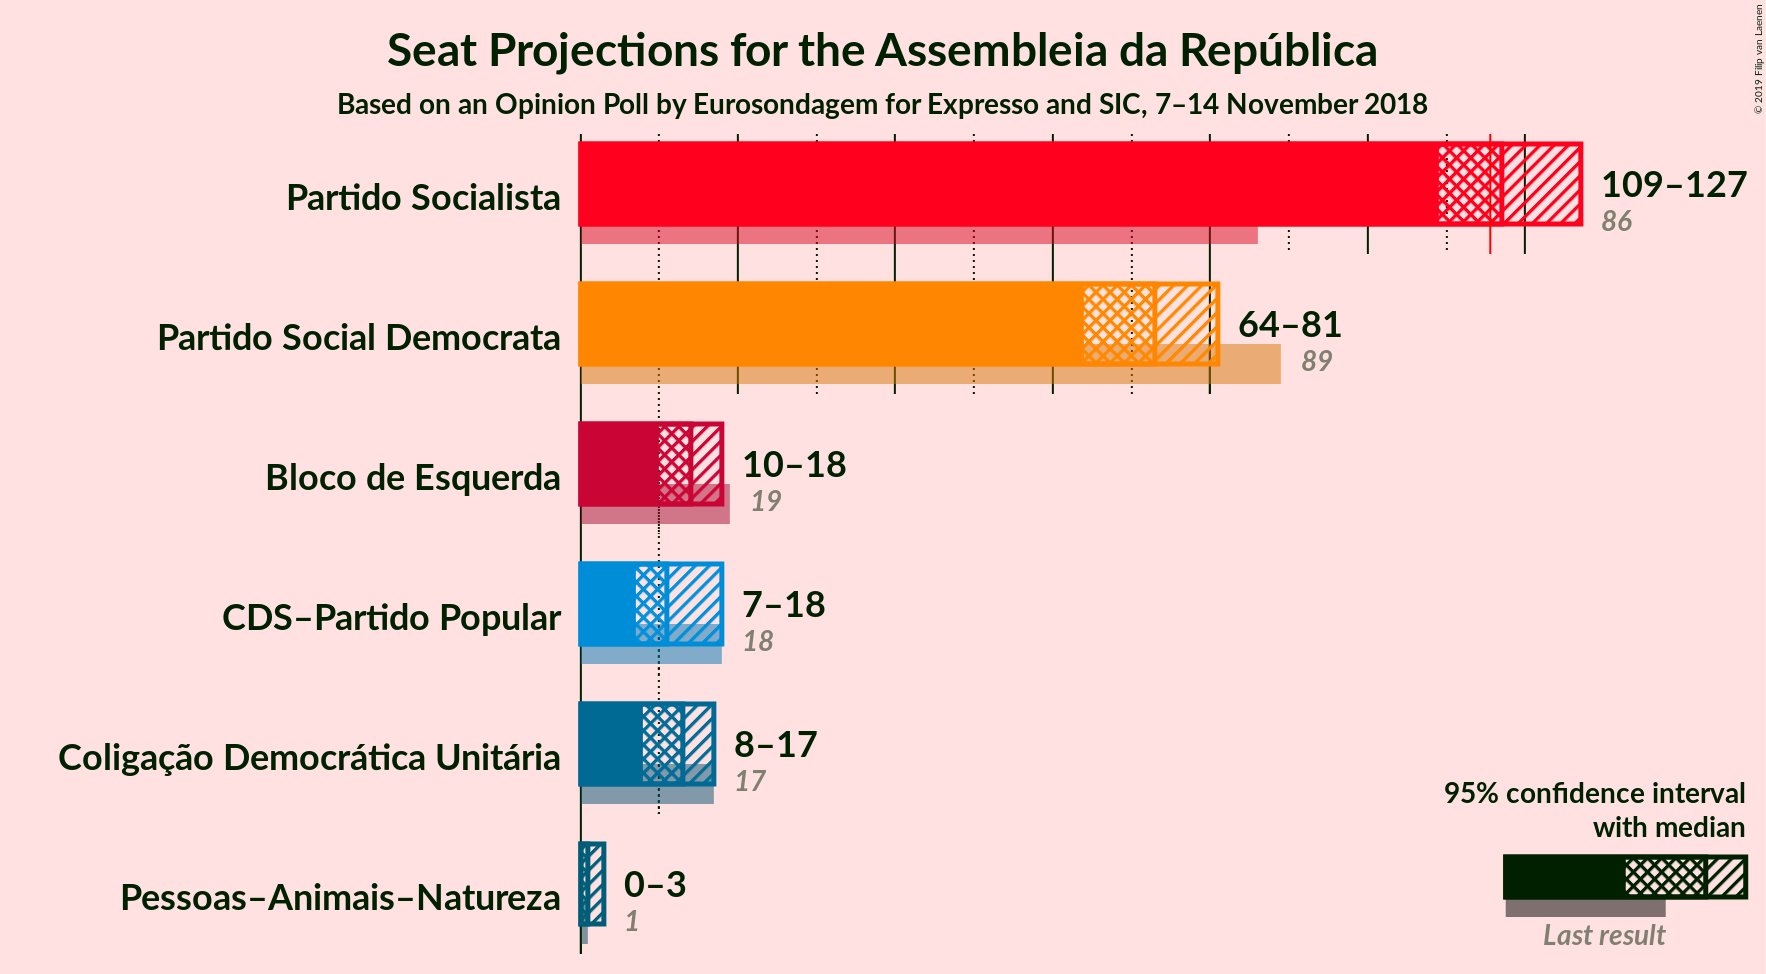 Seat Projections for the Assembleia da República
Based on an Opinion Poll by Eurosondagem for Expresso and SIC, 7–14 November 2018
© 2019 Filip van Laenen
Partido Socialista
109–127
86
Partido Social Democrata
64–81
89
Bloco de Esquerda
10–18
19
CDS–Partido Popular
7–18
18
Coligação Democrática Unitária
8–17
17
Pessoas–Animais–Natureza
0–3
1
95% confidence interval
with median
Last result